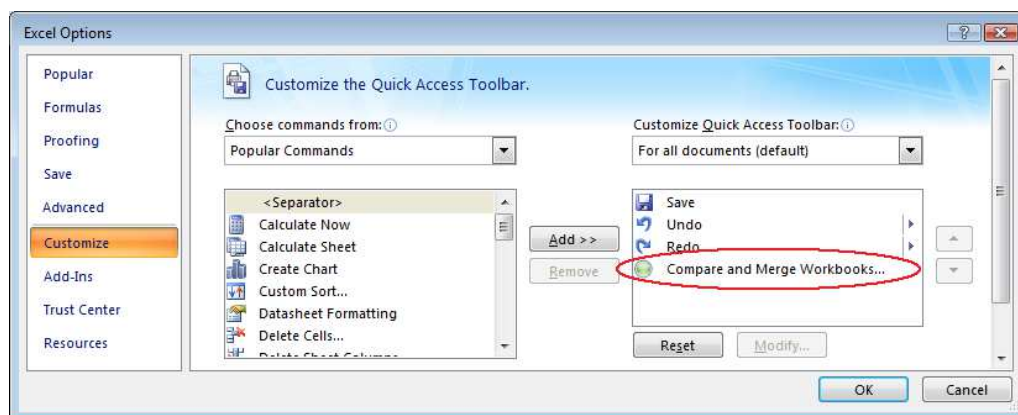 Excel Options
Popular
Formulas
Proofing
Save
Advanced
Customize
Add-Ins
Trust Center
Resources
Customize the Quick Access Toolbar.
Choose commands from:
Popular Commands
<Separator>
Calculate Now
Calculate Sheet
Create Chart
Custom Sort...
Datasheet Formatting
Delete Cells...
Delete Sheet Columns
Add >>
Remove
Customize Quick Access Toolbar:
For all documents (default)
Save
Undo
Redo
Compare and Merge Workbooks...
Reset
Modify...
OK
Cancel